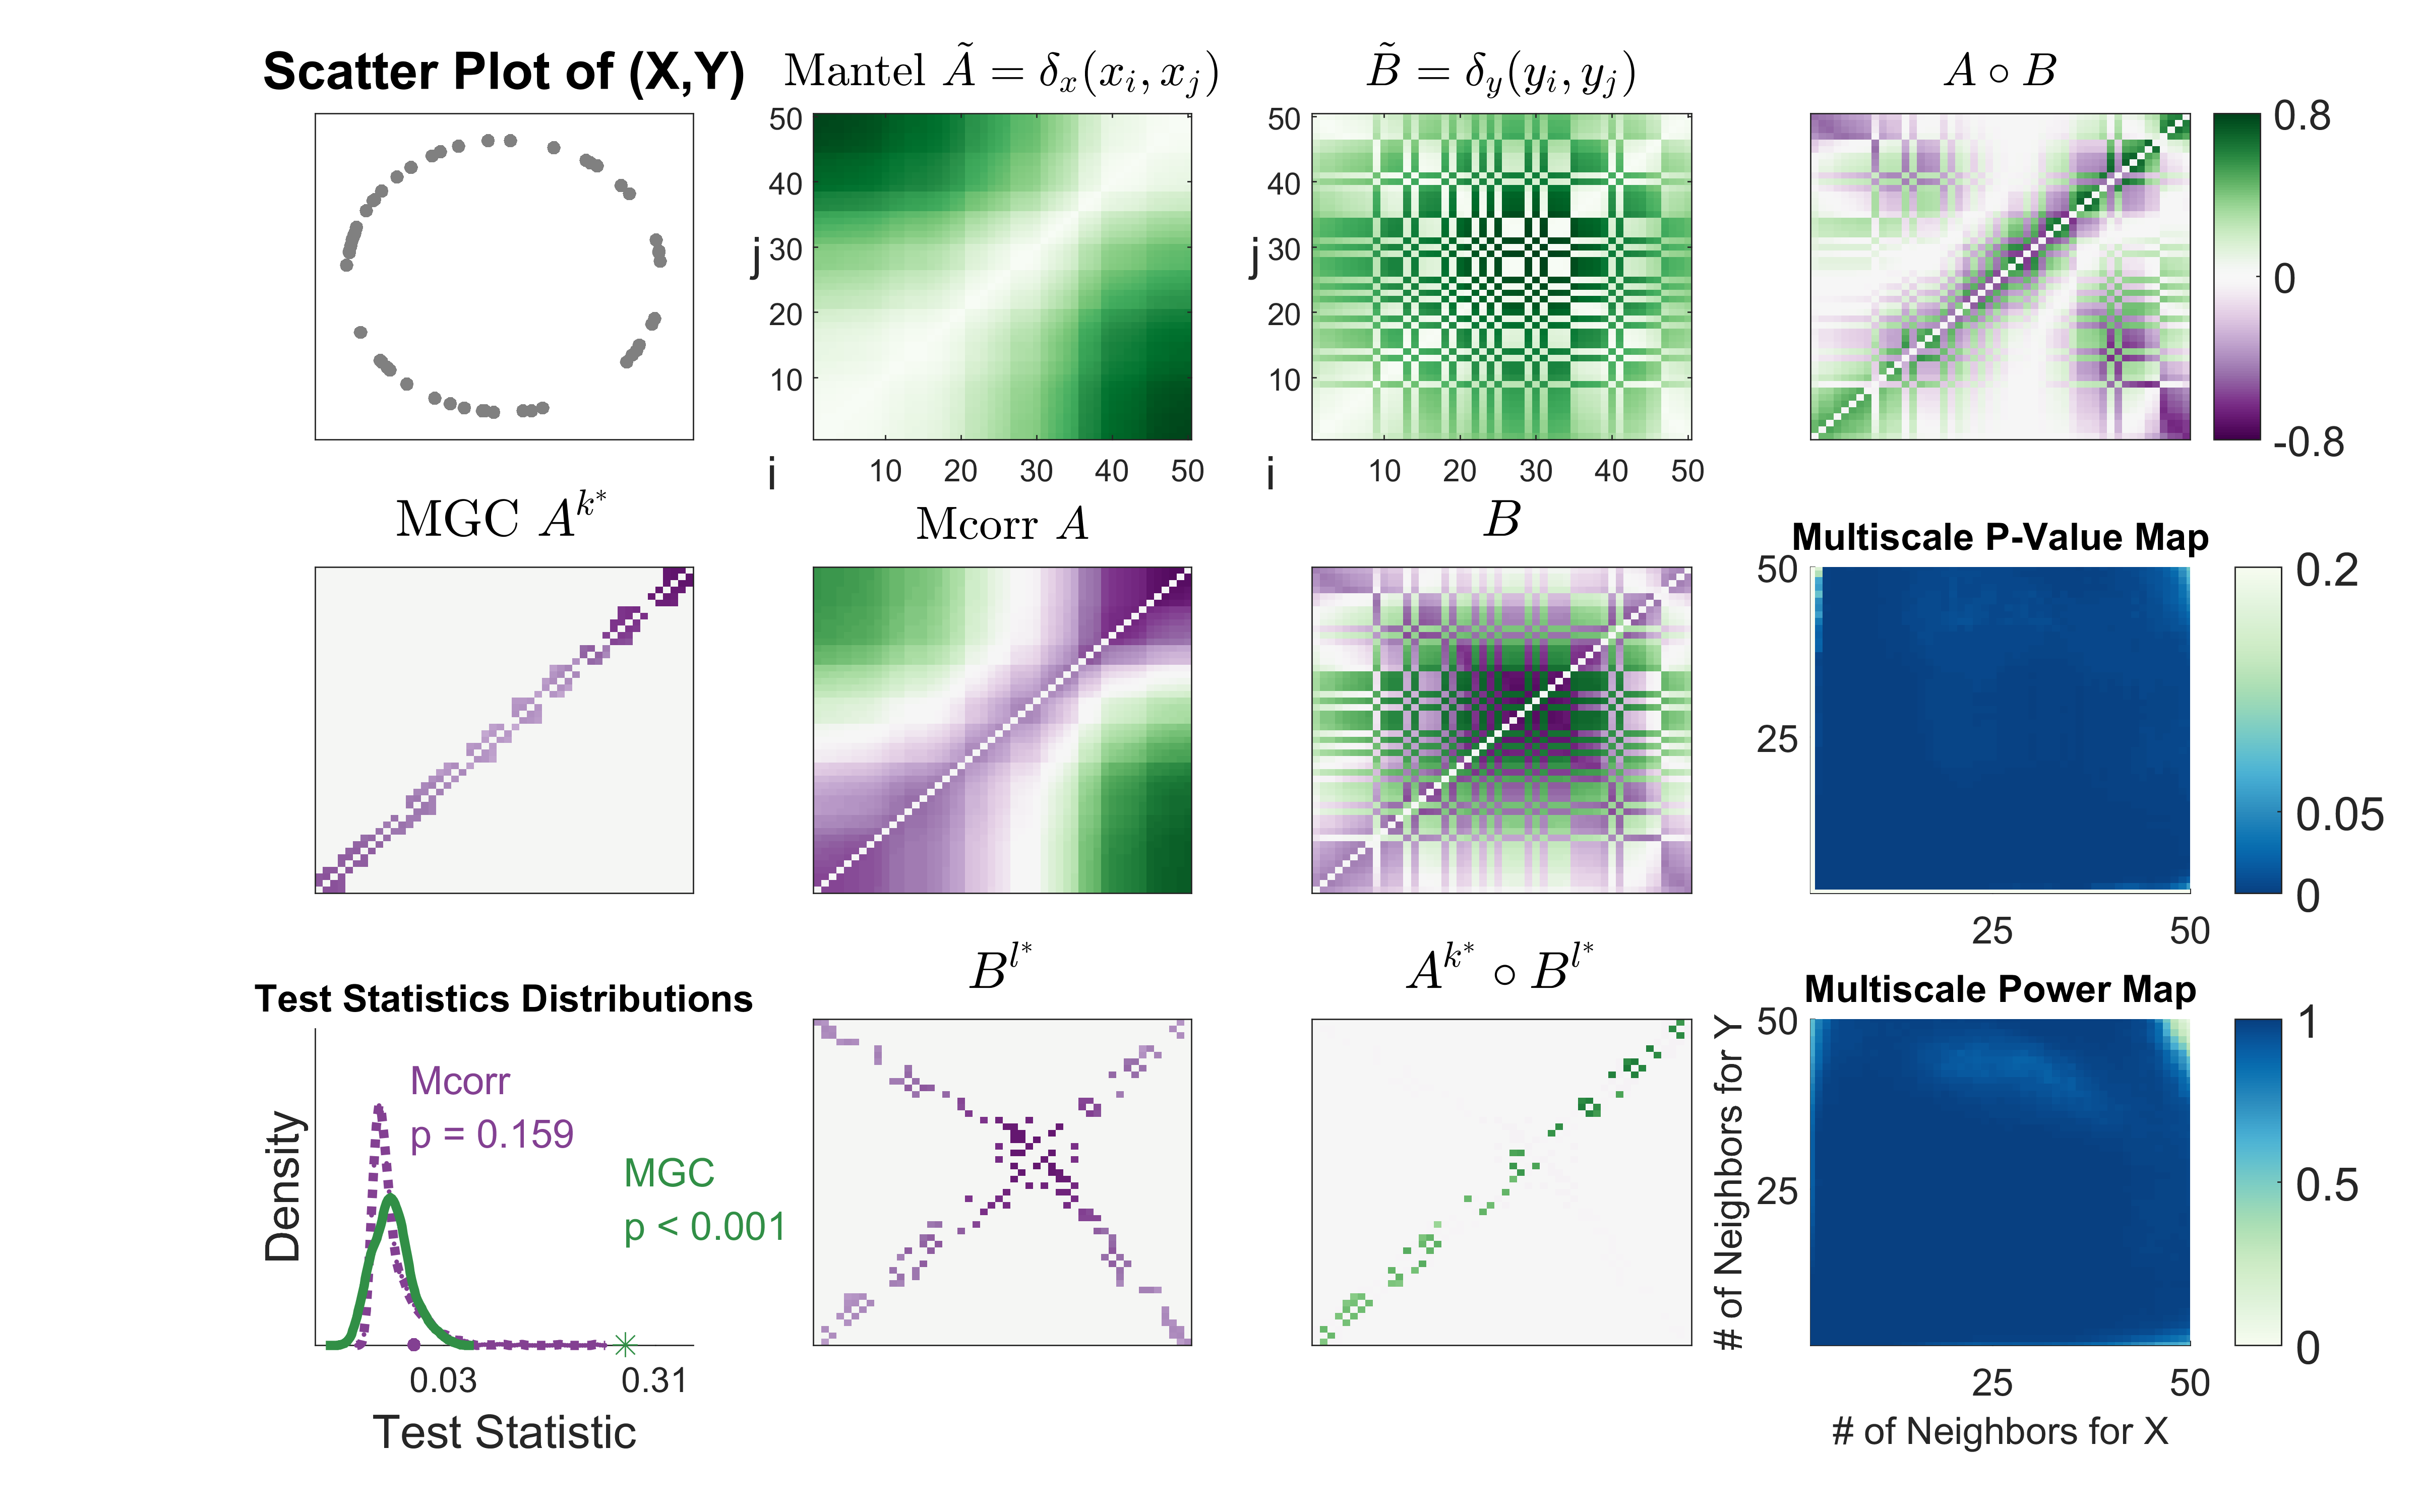 Scatter Plot of (X,Y)
Mantel Ã = δₓ(xᵢ, xⱼ)
B̃ = δᵧ(yᵢ, yⱼ)
A ∘ B
50
40
j 30
20
10
i
10 20 30 40 50
50
40
j 30
20
10
i
10 20 30 40 50
0.8
0
-0.8
MGC A^{k*}
Mcorr A
B
Multiscale P-Value Map
50
25
25 50
0.2
0.05
0
Test Statistics Distributions
Density
Mcorr
p = 0.159
MGC
p < 0.001
0.03 0.31
Test Statistic
B^{l*}
A^{k*} ∘ B^{l*}
Multiscale Power Map
# of Neighbors for Y
50
25
25 50
# of Neighbors for X
1
0.5
0